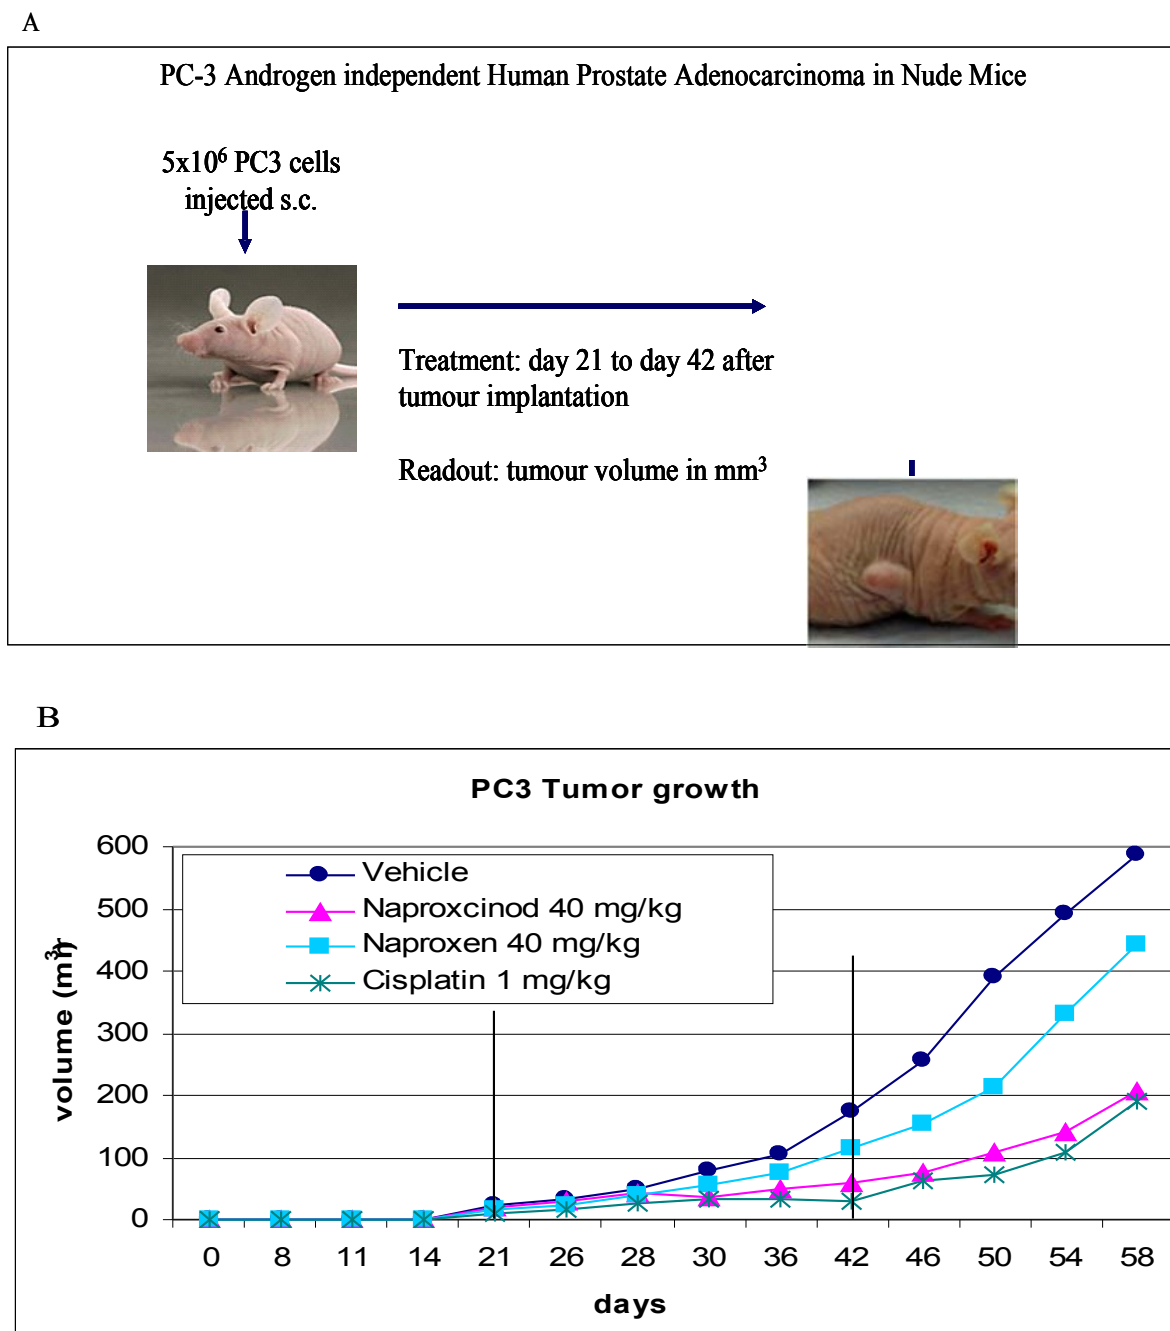 A
PC-3 Androgen independent Human Prostate Adenocarcinoma in Nude Mice
5x10⁶ PC3 cells
injected s.c.
Treatment: day 21 to day 42 after
tumour implantation
Readout: tumour volume in mm³
B
PC3 Tumor growth
600
500
400
300
200
100
0
volume
Vehicle
Naproxcinod 40 mg/kg
Naproxen 40 mg/kg
Cisplatin 1 mg/kg
0 8 11 14 21 26 28 30 36 42 46 50 54 58
days